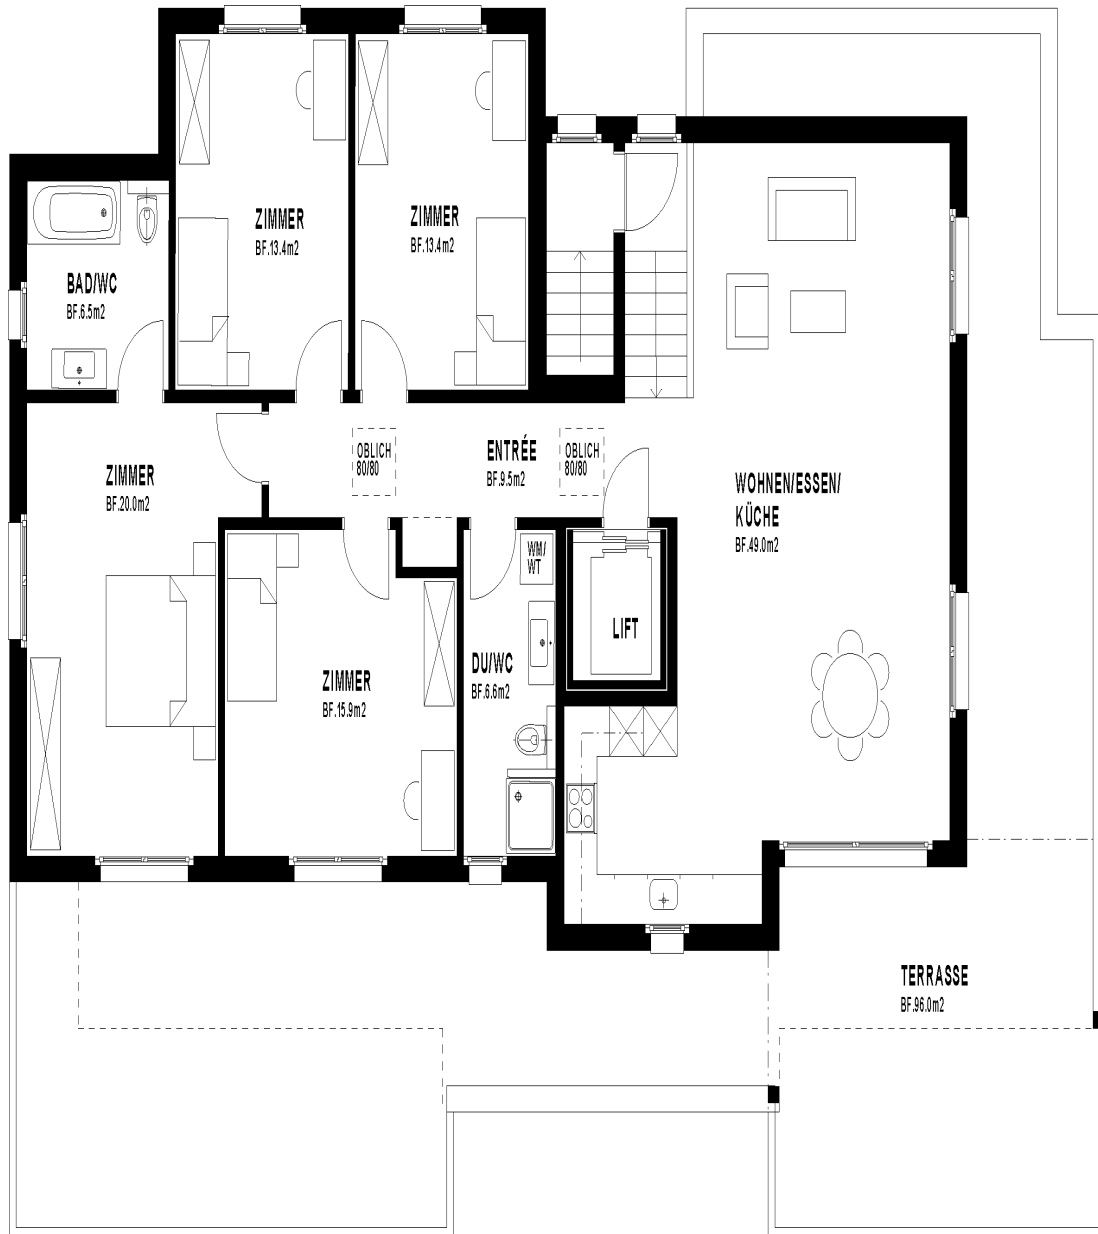 ZIMMER
BF.13.4m2
ZIMMER
BF.13.4m2
BAD/WC
BF.6.5m2
ZIMMER
BF.20.0m2
OBLICH
80/80
ENTRÉE
BF.9.5m2
OBLICH
80/80
WOHNEN/ESSEN/
KÜCHE
BF.49.0m2
WM/
WT
LIFT
ZIMMER
BF.15.9m2
DU/WC
BF.6.6m2
TERRASSE
BF.96.0m2